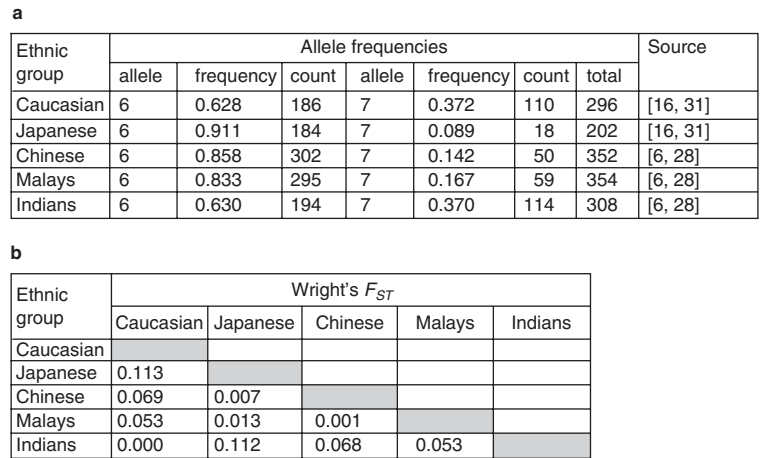 a
Ethnic group Allele frequencies Source
allele frequency count allele frequency count total
Caucasian 6 0.628 186 7 0.372 110 296 [16, 31]
Japanese 6 0.911 184 7 0.089 18 202 [16, 31]
Chinese 6 0.858 302 7 0.142 50 352 [6, 28]
Malays 6 0.833 295 7 0.167 59 354 [6, 28]
Indians 6 0.630 194 7 0.370 114 308 [6, 28]
b
Ethnic group Wright's F_ST
Caucasian Japanese Chinese Malays Indians
Caucasian
Japanese 0.113
Chinese 0.069 0.007
Malays 0.053 0.013 0.001
Indians 0.000 0.112 0.068 0.053